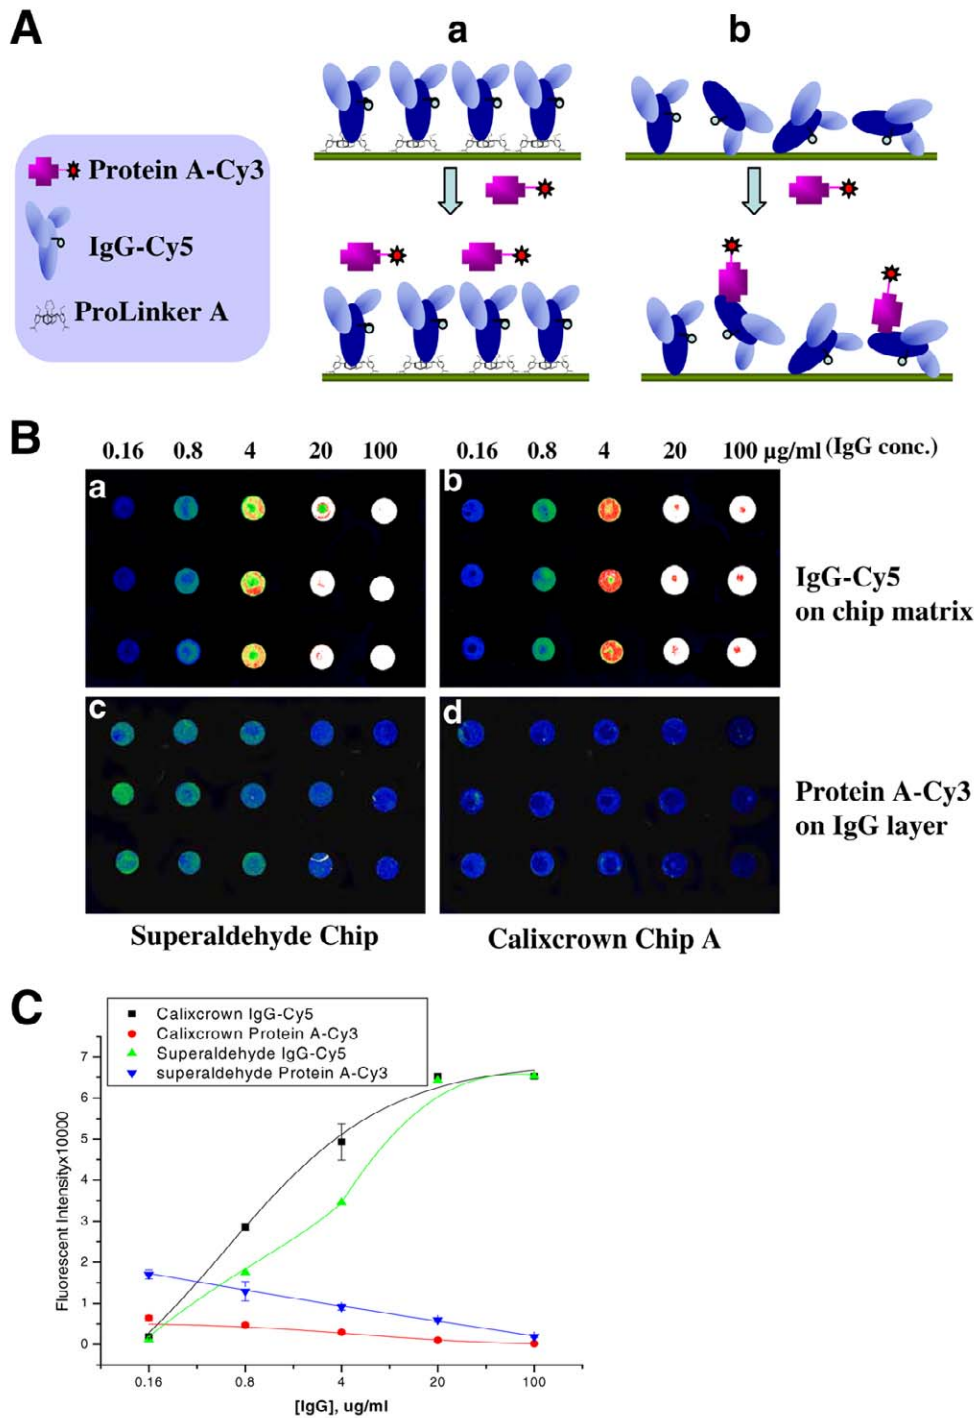 A
a
b
Protein A-Cy3
IgG-Cy5
ProLinker A
B
0.16 0.8 4 20 100 0.16 0.8 4 20 100 µg/ml (IgG conc.)
a
b
IgG-Cy5
on chip matrix
c
d
Protein A-Cy3
on IgG layer
Superaldehyde Chip
Calixcrown Chip A
C
Calixcrown IgG-Cy5
Calixcrown Protein A-Cy3
Superaldehyde IgG-Cy5
superaldehyde Protein A-Cy3
Fluorescent Intensityx10000
7
6
5
4
3
2
1
0
0.16 0.8 4 20 100
[IgG], ug/ml